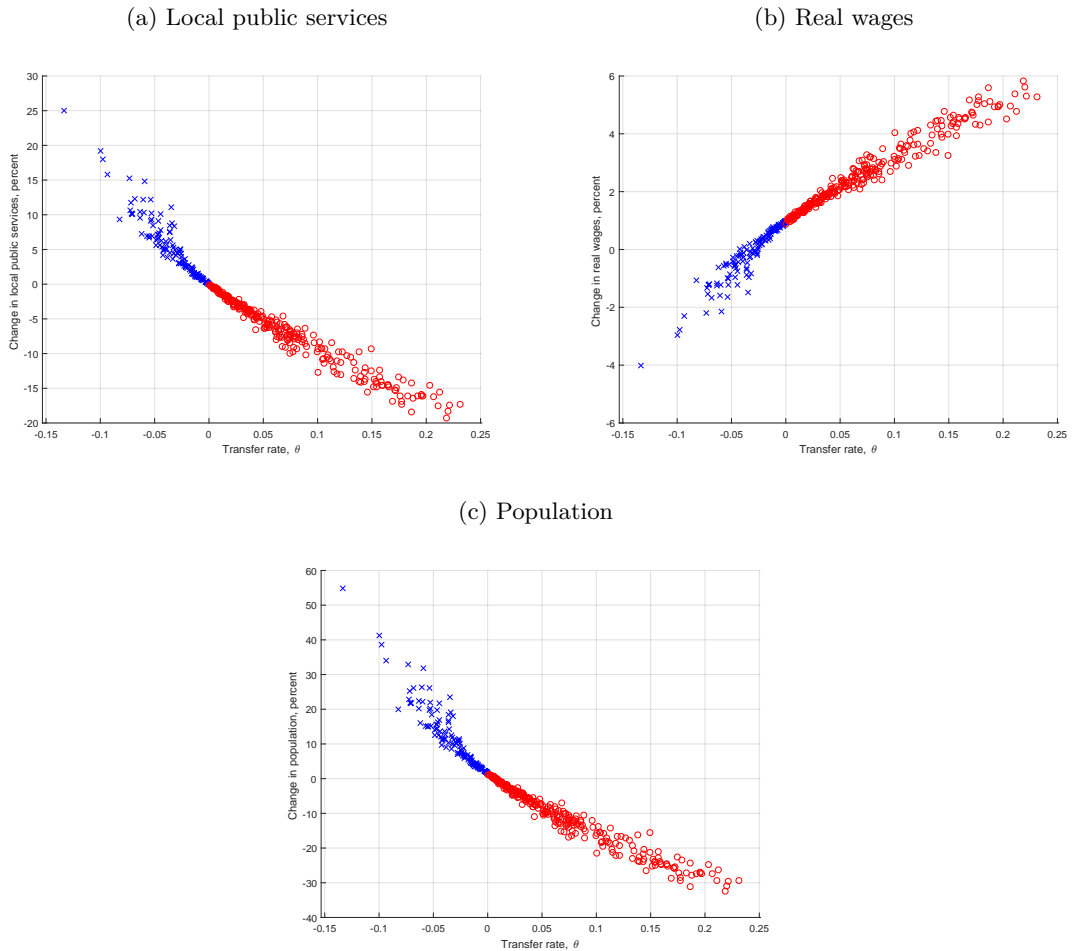 (a) Local public services
(b) Real wages
30
25
20
15
10
5
0
-5
-10
-15
-20
Change in local public services, percent
-0.15 -0.1 -0.05 0 0.05 0.1 0.15 0.2 0.25
Transfer rate, θ
6
4
2
0
-2
-4
-6
Change in real wages, percent
-0.15 -0.1 -0.05 0 0.05 0.1 0.15 0.2 0.25
Transfer rate, θ
(c) Population
60
50
40
30
20
10
0
-10
-20
-30
-40
Change in population, percent
-0.15 -0.1 -0.05 0 0.05 0.1 0.15 0.2 0.25
Transfer rate, θ